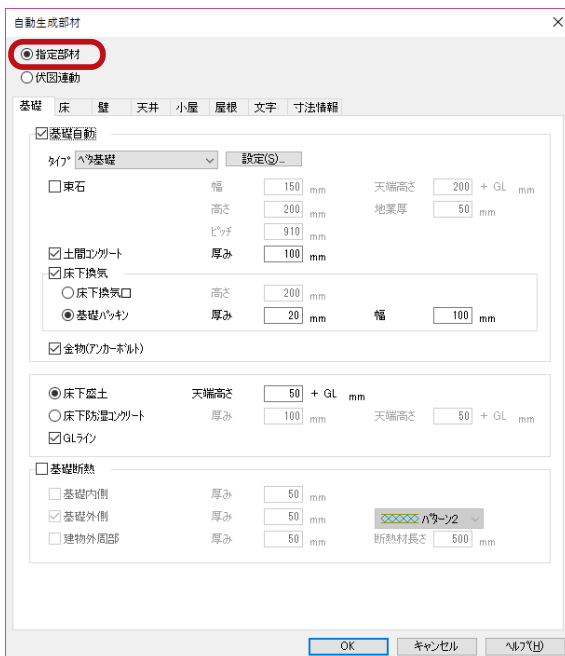 自動生成部材
指定部材
伏図連動
基礎 床 壁 天井 小屋 屋根 文字 寸法情報
基礎自動
ﾀｲﾌﾟ ﾍﾞﾀ基礎 設定(S)...
束石 幅 150 mm 天端高さ 200 + GL mm
高さ 200 mm 地業厚 50 mm
ﾋﾟｯﾁ 910 mm
土間ｺﾝｸﾘｰﾄ 厚み 100 mm
床下換気
床下換気口 高さ 200 mm
基礎ﾊﾟｯｷﾝ 厚み 20 mm 幅 100 mm
金物(ｱﾝｶｰﾎﾞﾙﾄ)
床下盛土 天端高さ 50 + GL mm
床下防湿ｺﾝｸﾘｰﾄ 厚み 100 mm 天端高さ 50 + GL mm
GLﾗｲﾝ
基礎断熱
基礎内側 厚み 50 mm
基礎外側 厚み 50 mm ﾊﾟﾀｰﾝ2
建物外周部 厚み 50 mm 断熱材長さ 500 mm
OK ｷｬﾝｾﾙ ﾍﾙﾌﾟ(H)